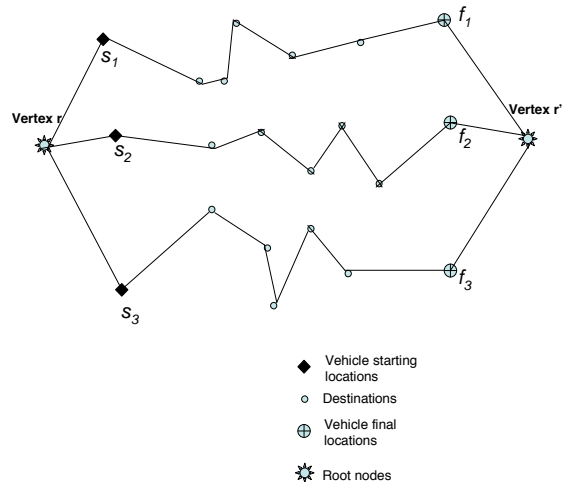 f1
s1
Vertex r
Vertex r'
s2
f2
s3
f3
Vehicle starting
locations
Destinations
Vehicle final
locations
Root nodes